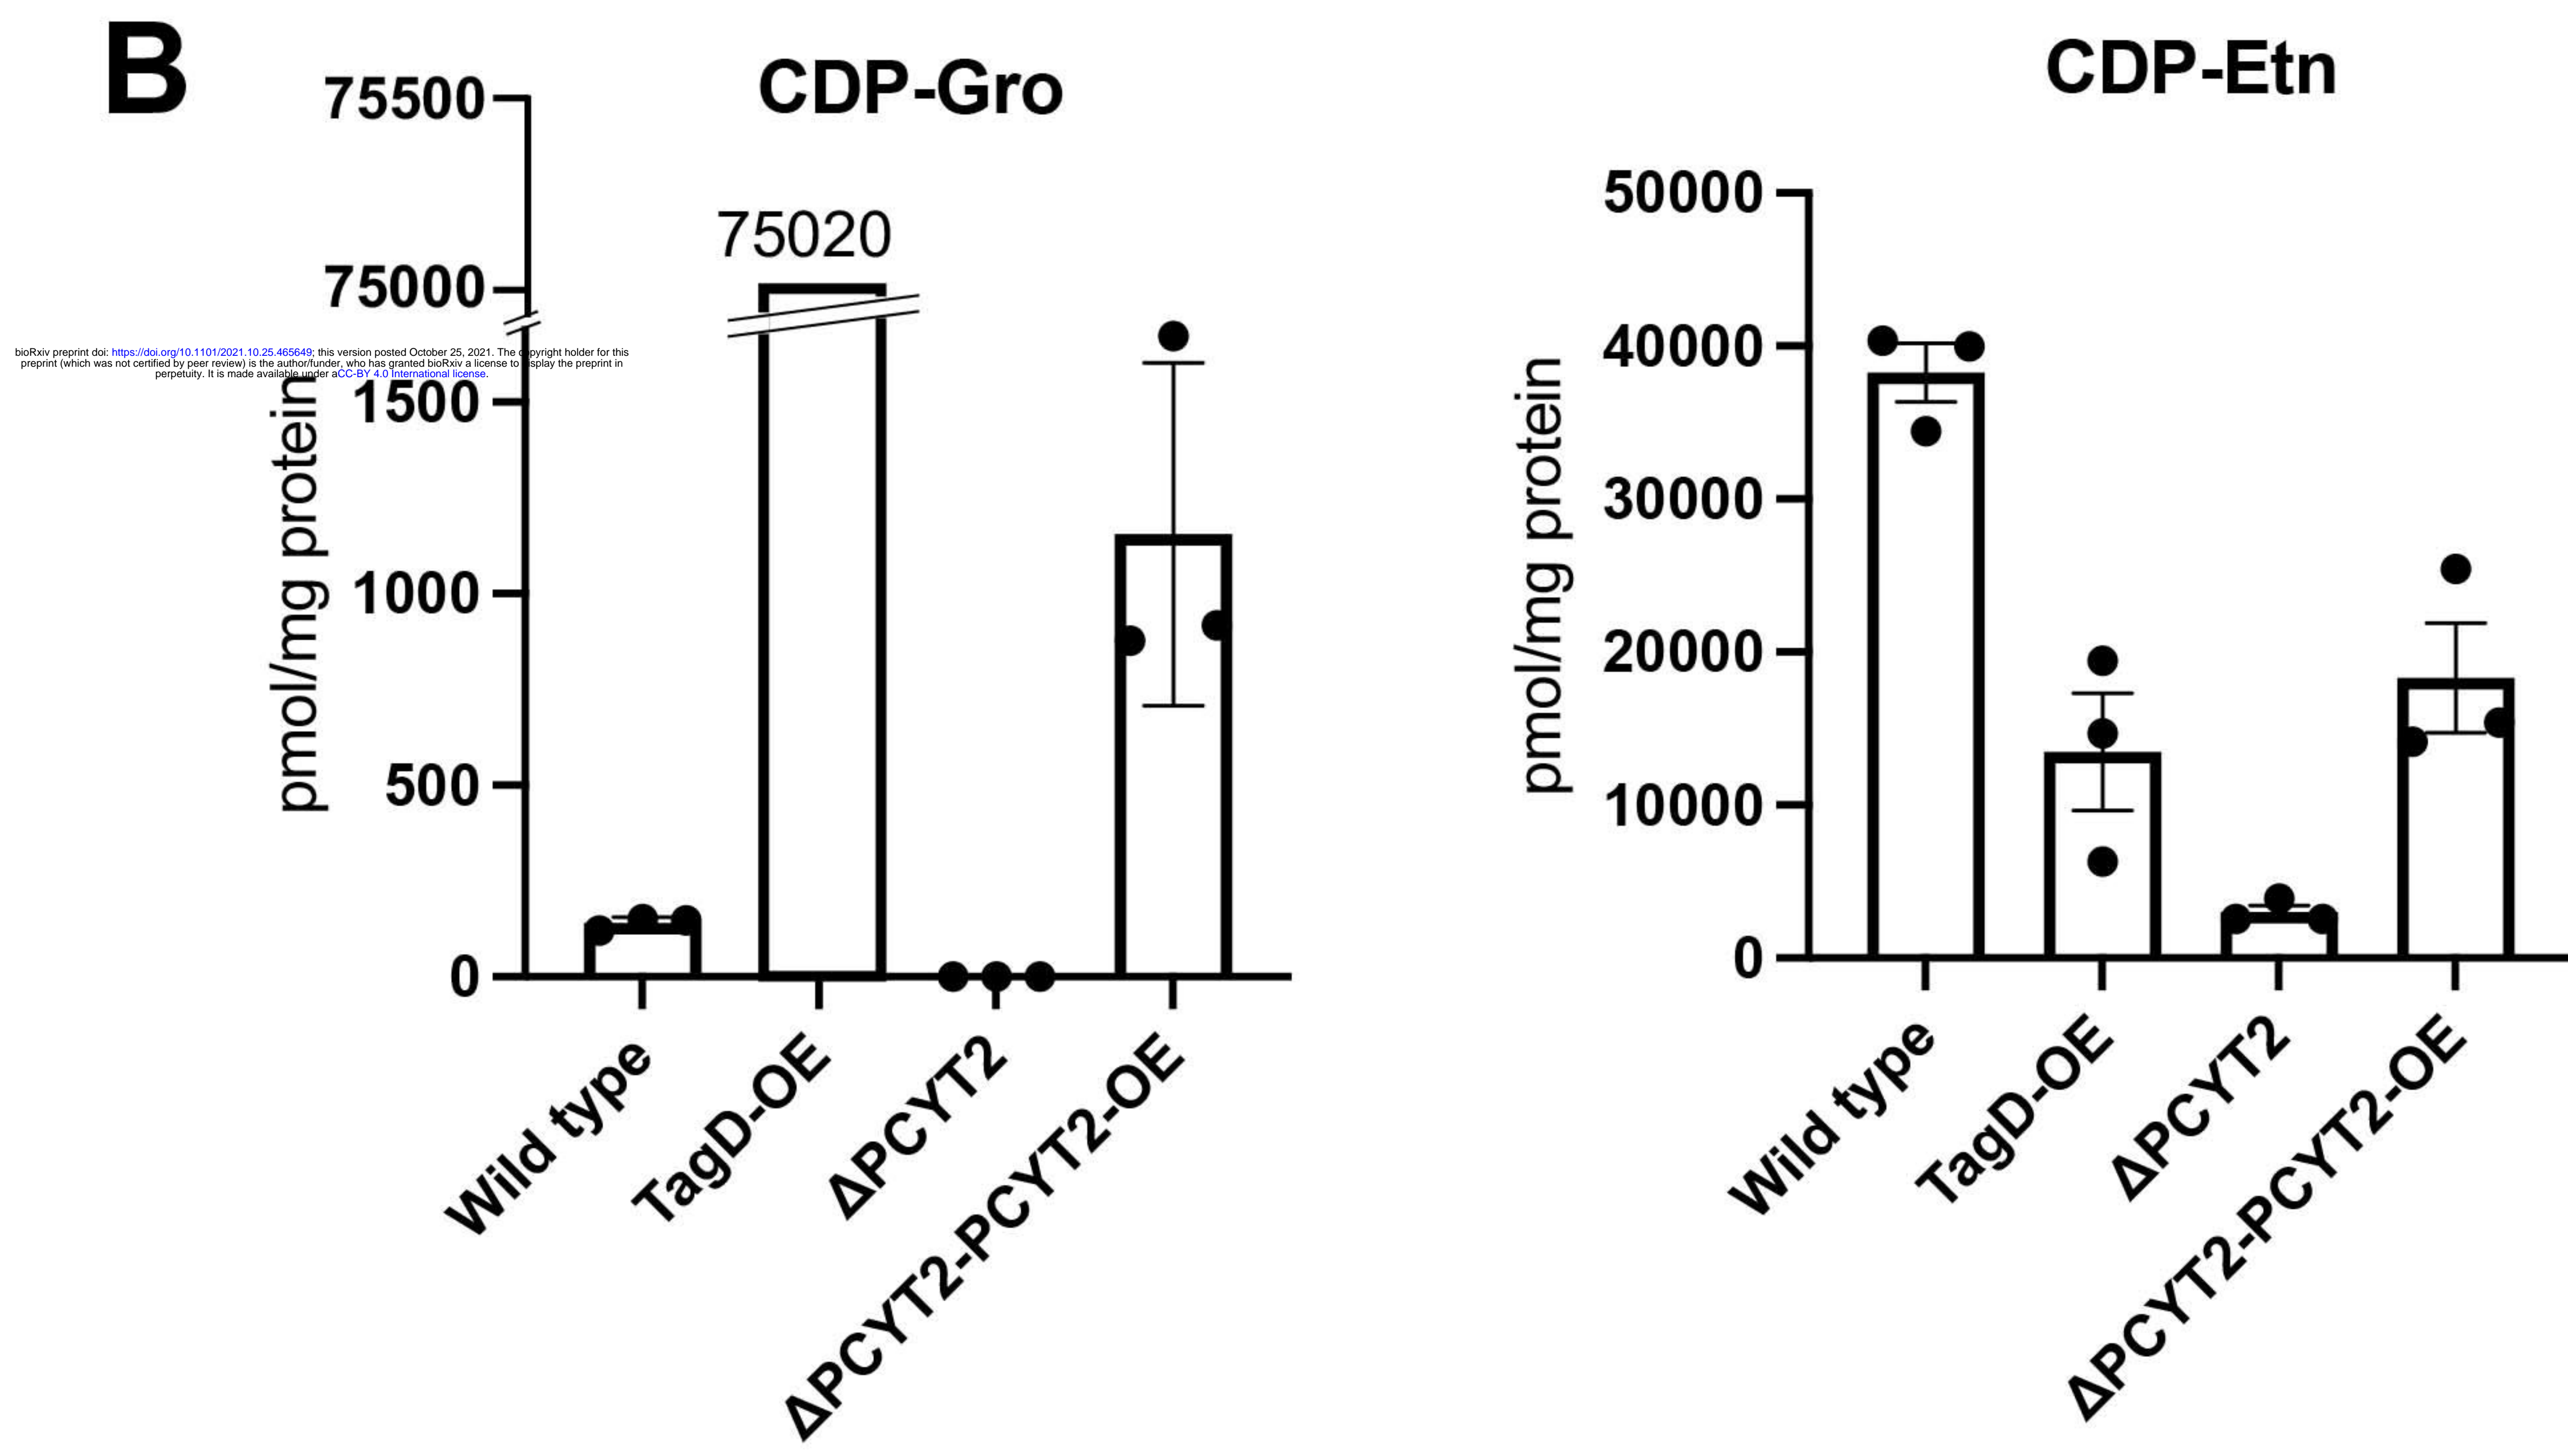 B
CDP-Gro
75500
75020
75000
bioRxiv preprint doi: https://doi.org/10.1101/2021.10.25.465649; this version posted October 25, 2021. The copyright holder for this
preprint (which was not certified by peer review) is the author/funder, who has granted bioRxiv a license to display the preprint in
perpetuity. It is made available under aCC-BY 4.0 International license.
pmol/mg protein
1500
1000
500
0
Wild type
TagD-OE
ΔPCYT2
ΔPCYT2-PCYT2-OE
CDP-Etn
pmol/mg protein
50000
40000
30000
20000
10000
0
Wild type
TagD-OE
ΔPCYT2
ΔPCYT2-PCYT2-OE